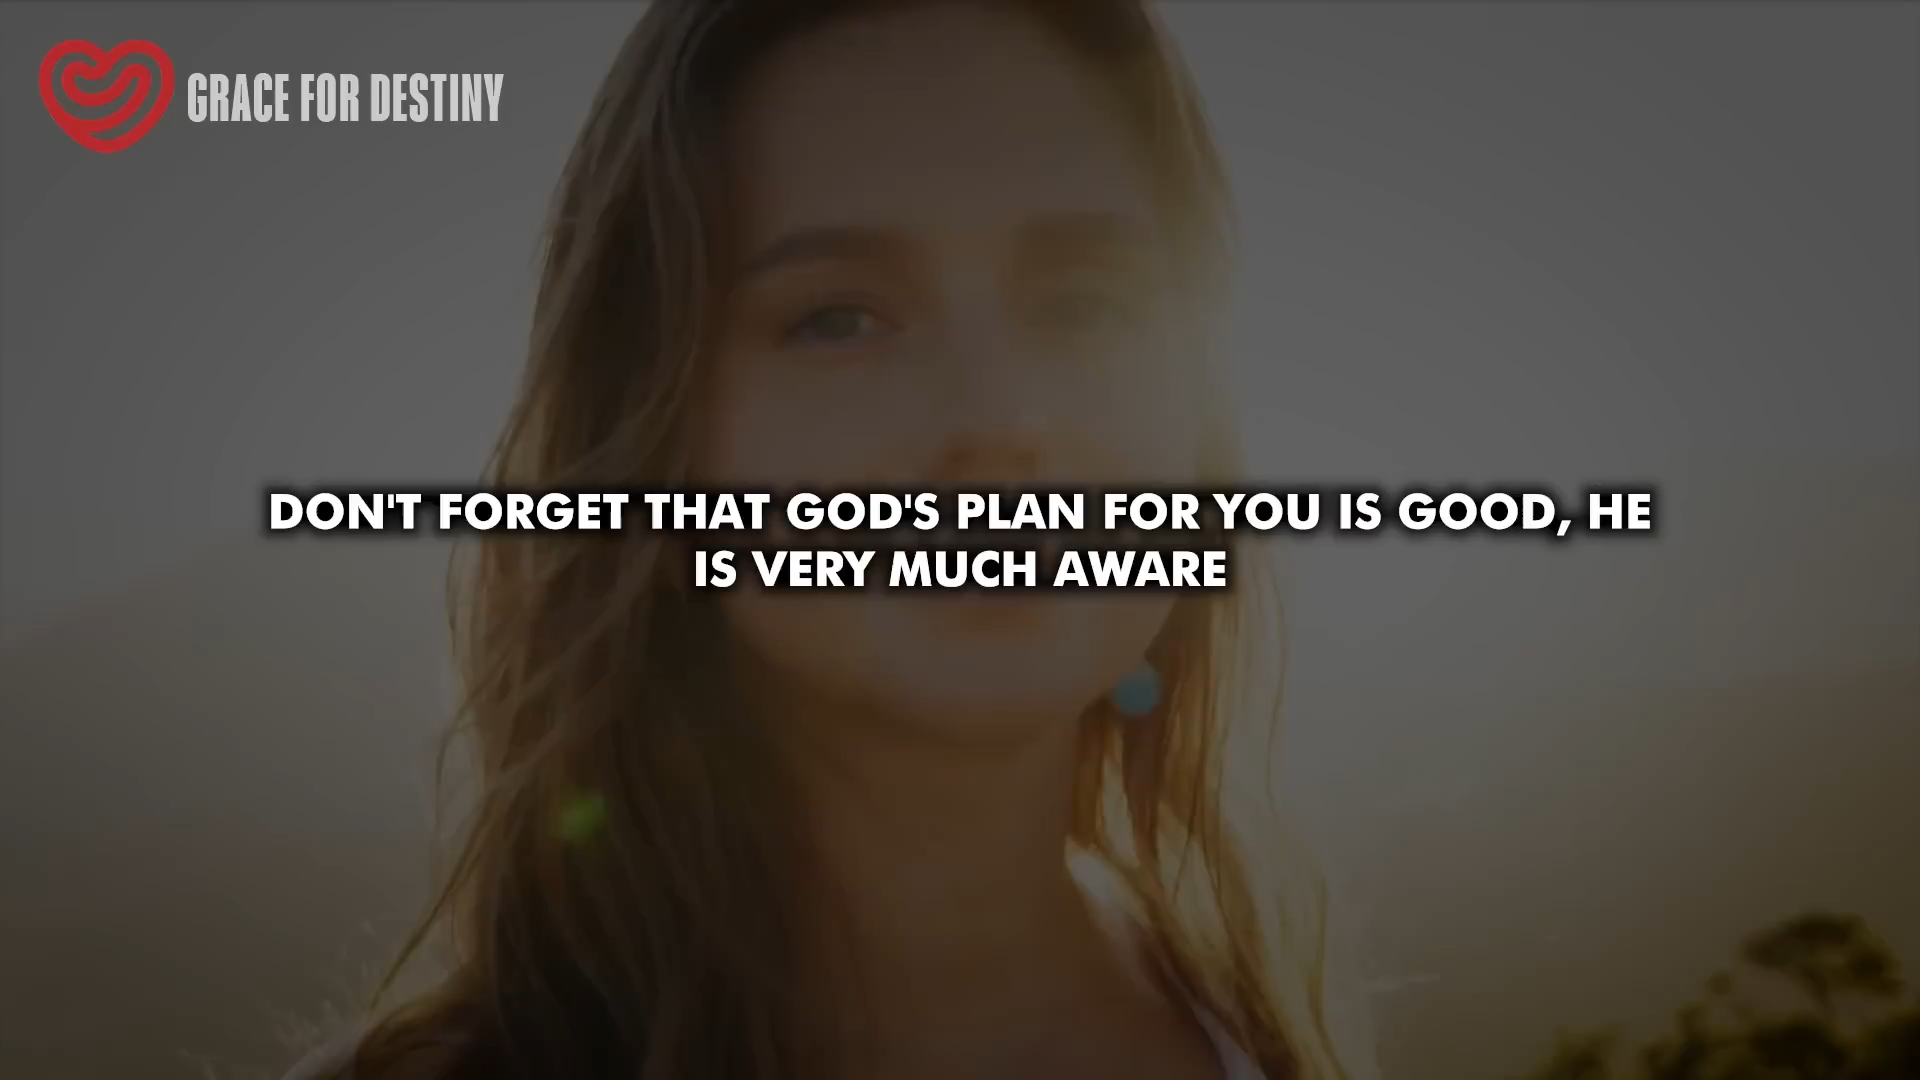 GRACE FOR DESTINY
DON'T FORGET THAT GOD'S PLAN FOR YOU IS GOOD, HE
IS VERY MUCH AWARE